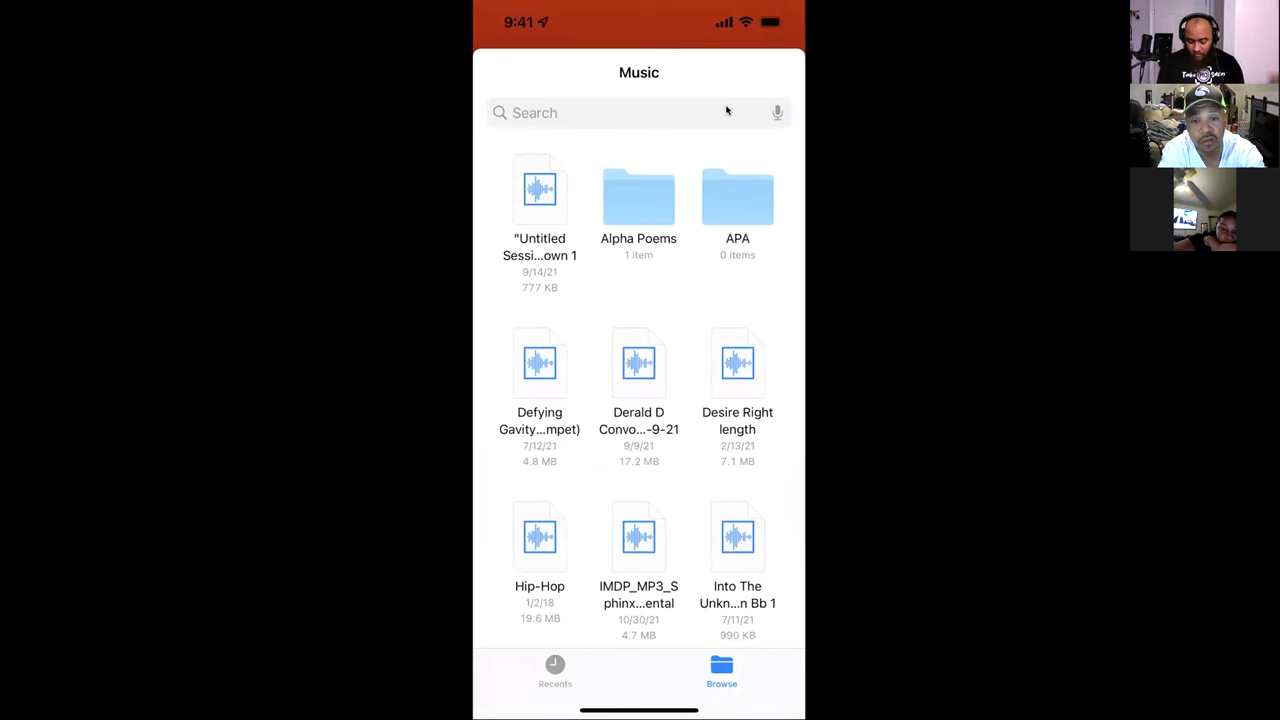 9:41
Music
Search
"Untitled
Sessi...own 1
9/14/21
777 KB
Alpha Poems
1 item
APA
0 items
Defying
Gavity...mpet)
7/12/21
4.8 MB
Derald D
Convo...-9-21
9/9/21
17.2 MB
Desire Right
length
2/13/21
7.1 MB
Hip-Hop
1/2/18
19.6 MB
IMDP_MP3_S
phinx...ental
10/30/21
4.7 MB
Into The
Unkn...n Bb 1
7/11/21
990 KB
Recents
Browse